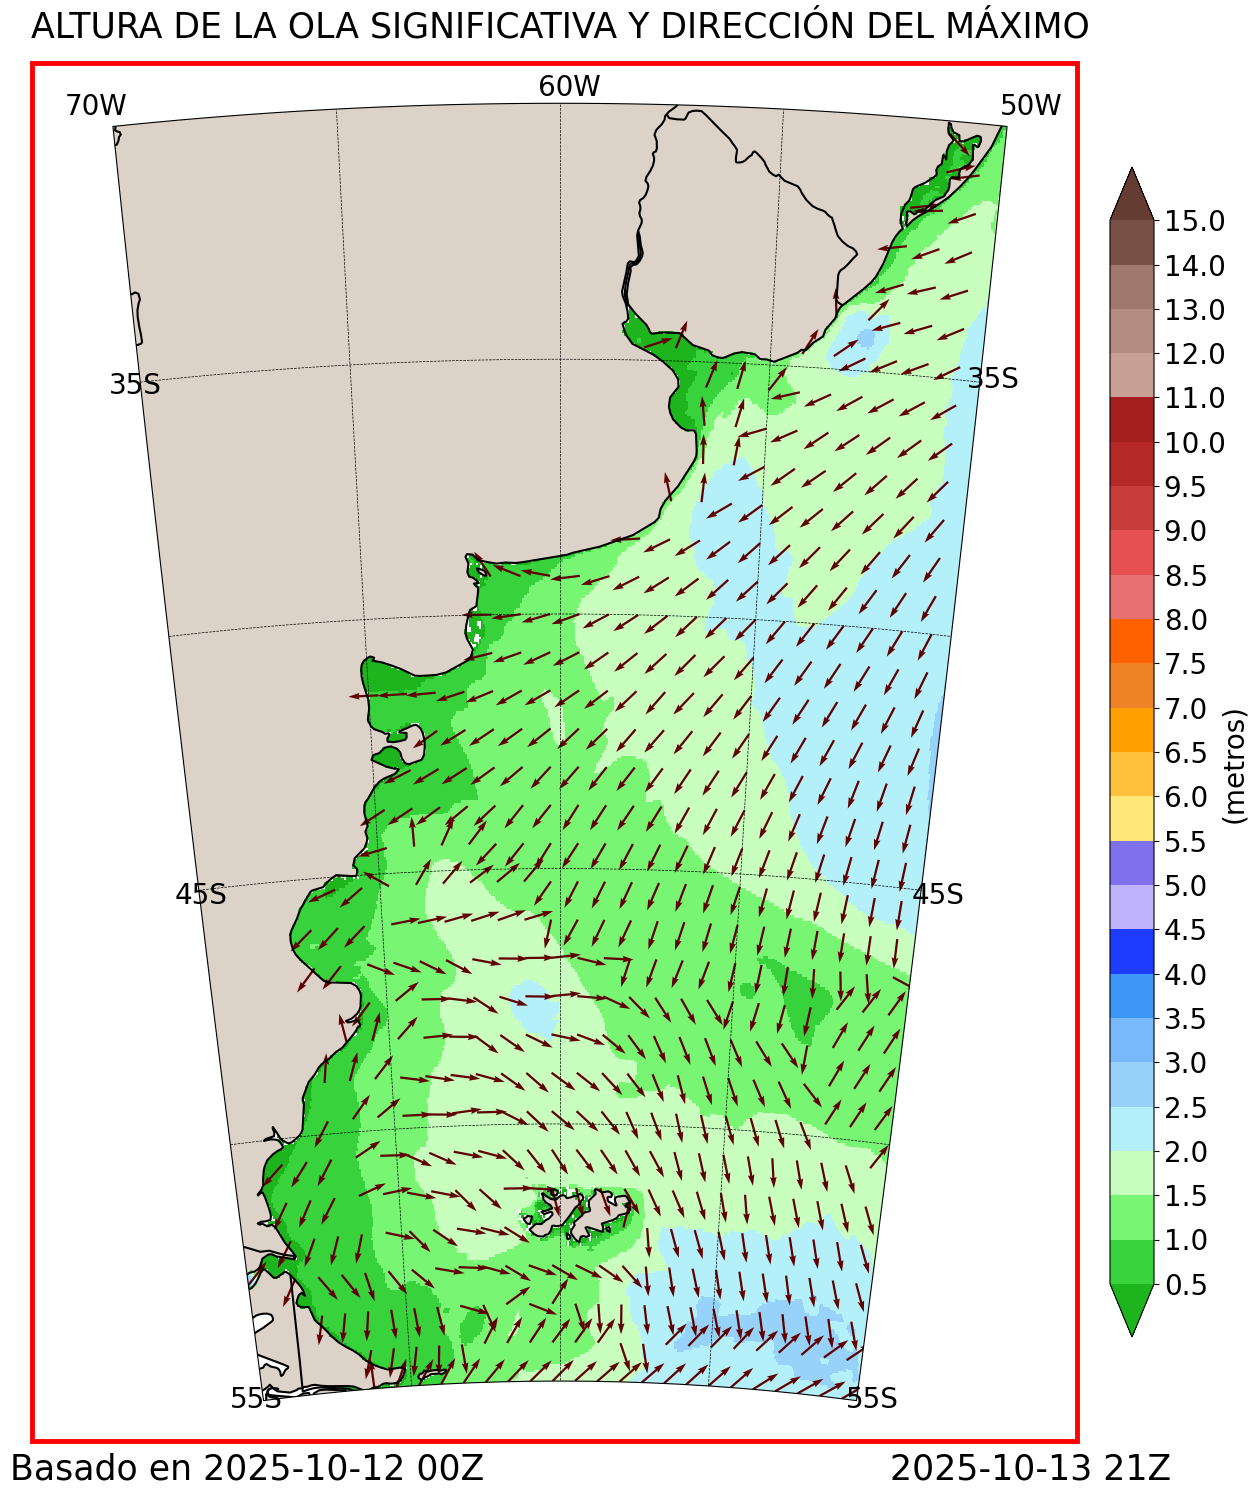 ALTURA DE LA OLA SIGNIFICATIVA Y DIRECCIÓN DEL MÁXIMO
70W
60W
50W
35S
35S
45S
45S
55S
55S
15.0
14.0
13.0
12.0
11.0
10.0
9.5
9.0
8.5
8.0
7.5
7.0
6.5
6.0
5.5
5.0
4.5
4.0
3.5
3.0
2.5
2.0
1.5
1.0
0.5
(metros)
Basado en 2025-10-12 00Z
2025-10-13 21Z